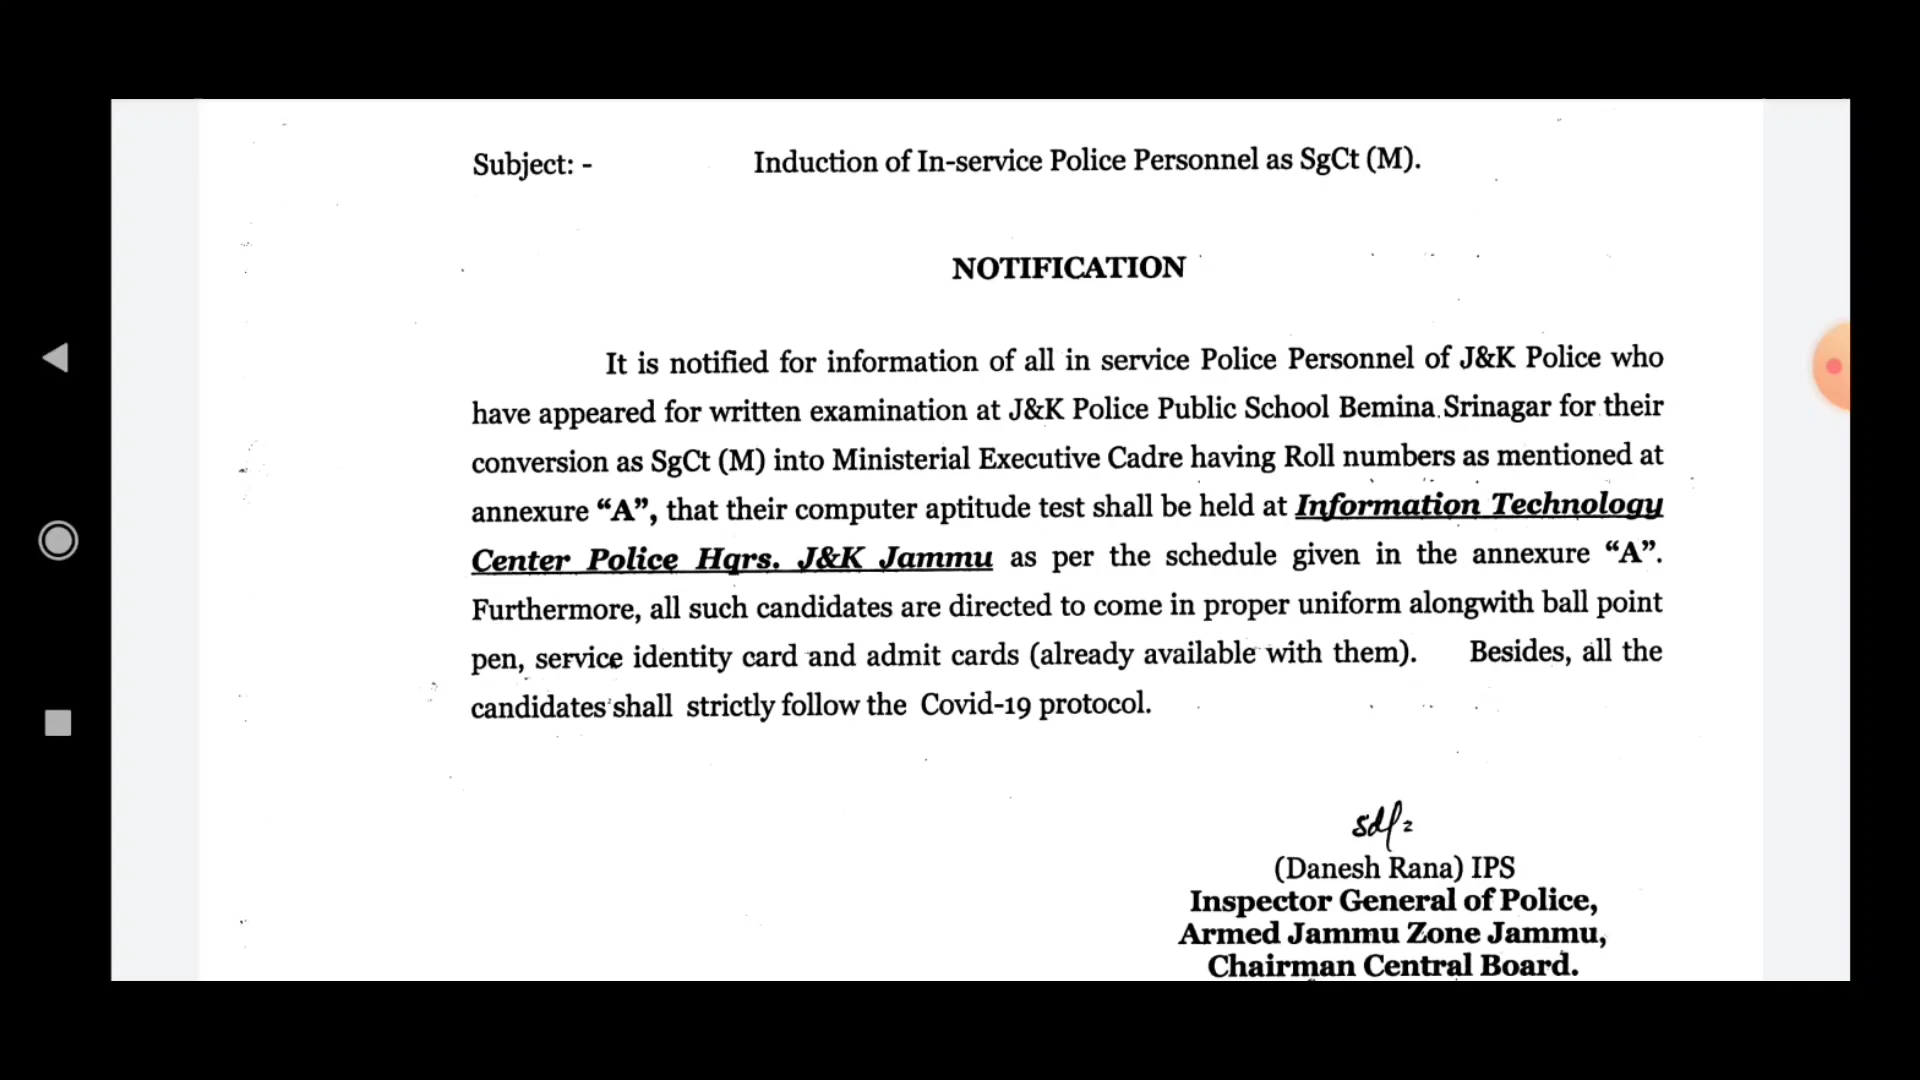 Subject: - Induction of In-service Police Personnel as SgCt (M).
NOTIFICATION
It is notified for information of all in service Police Personnel of J&K Police who
have appeared for written examination at J&K Police Public School Bemina Srinagar for their
conversion as SgCt (M) into Ministerial Executive Cadre having Roll numbers as mentioned at
annexure “A”, that their computer aptitude test shall be held at Information Technology
Center Police Hqrs. J&K Jammu as per the schedule given in the annexure “A”.
Furthermore, all such candidates are directed to come in proper uniform alongwith ball point
pen, service identity card and admit cards (already available with them). Besides, all the
candidates shall strictly follow the Covid-19 protocol.
(Danesh Rana) IPS
Inspector General of Police,
Armed Jammu Zone Jammu,
Chairman Central Board.